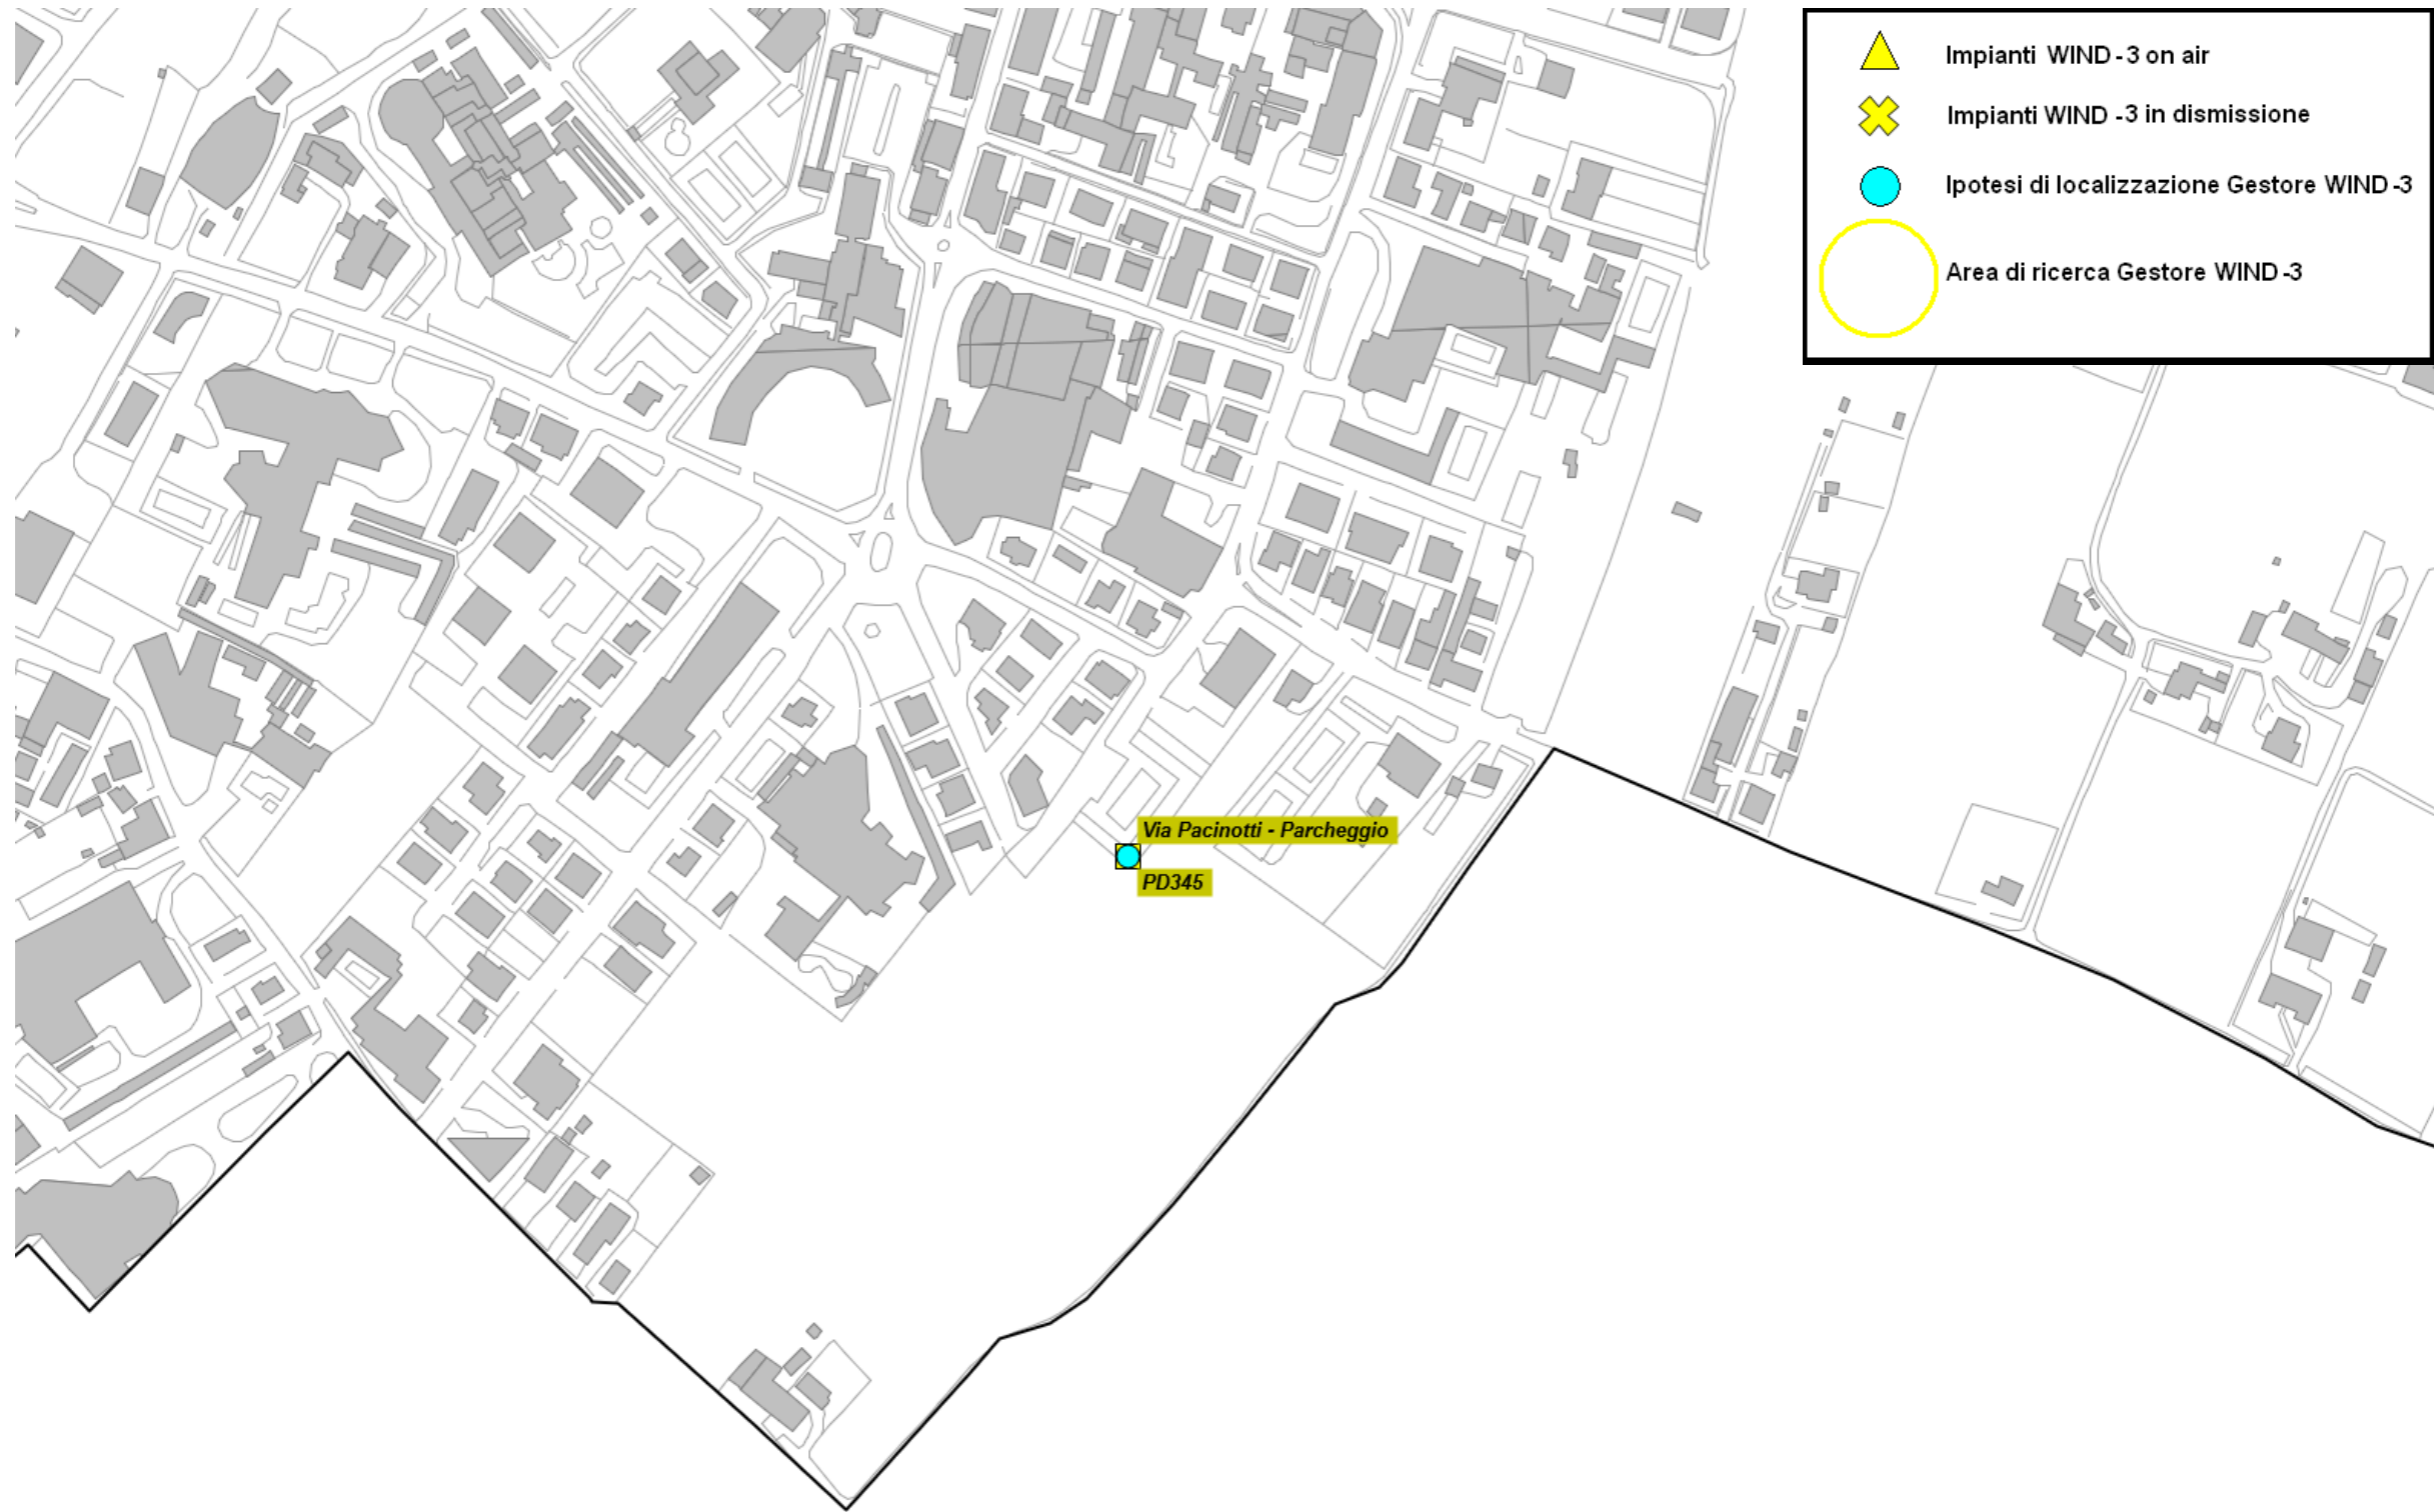 Impianti WIND-3 on air
Impianti WIND-3 in dismissione
Ipotesi di localizzazione Gestore WIND-3
Area di ricerca Gestore WIND-3
Via Pacinotti - Parcheggio
PD345